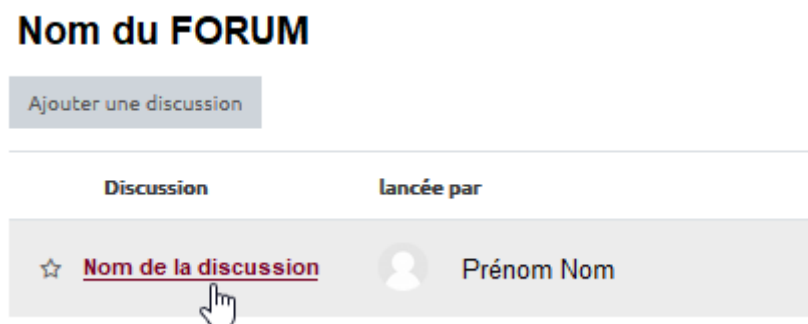 Nom du FORUM
Ajouter une discussion
Discussion lancée par
Nom de la discussion Prénom Nom